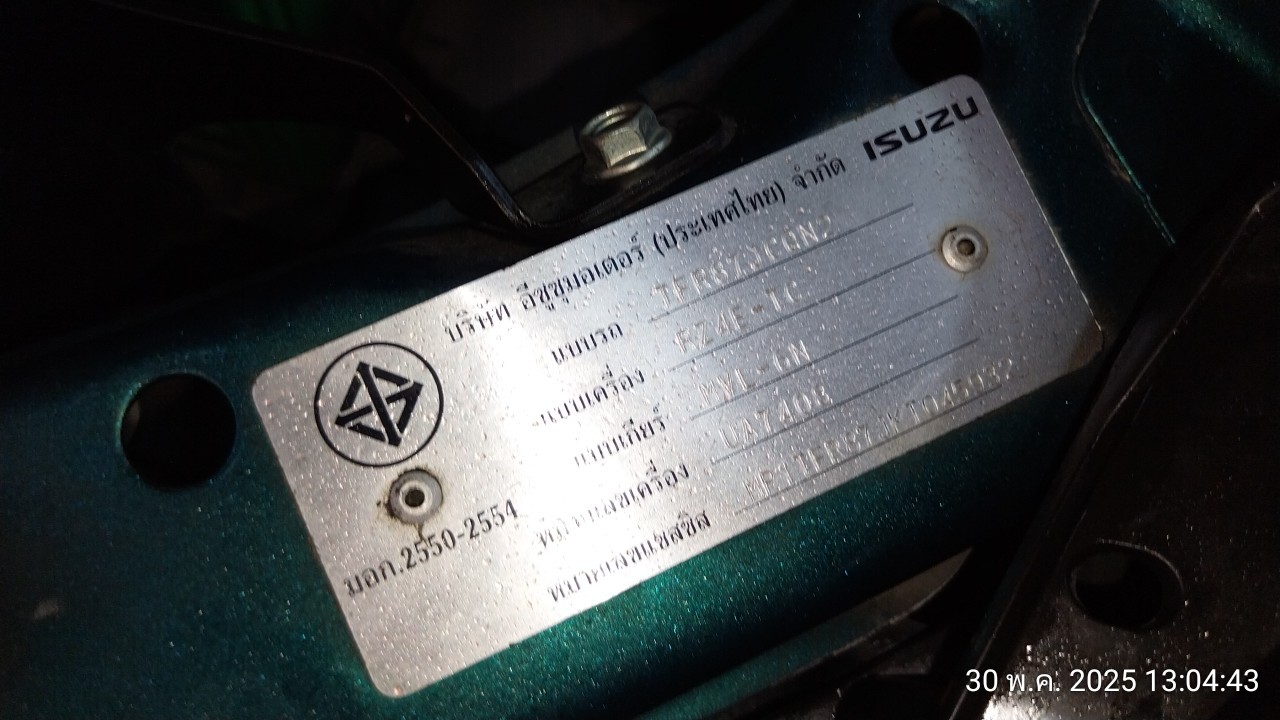 ISUZU
บริษัท อีซูซุมอเตอร์ (ประเทศไทย) จำกัด
แบบรถ
แบบเครื่อง RZ4E-TC
แบบเกียร์ MVL-6N
หมายเลขเครื่อง
หมายเลขแชสซิส
มอก.2550-2554
30 พ.ค. 2025 13:04:43